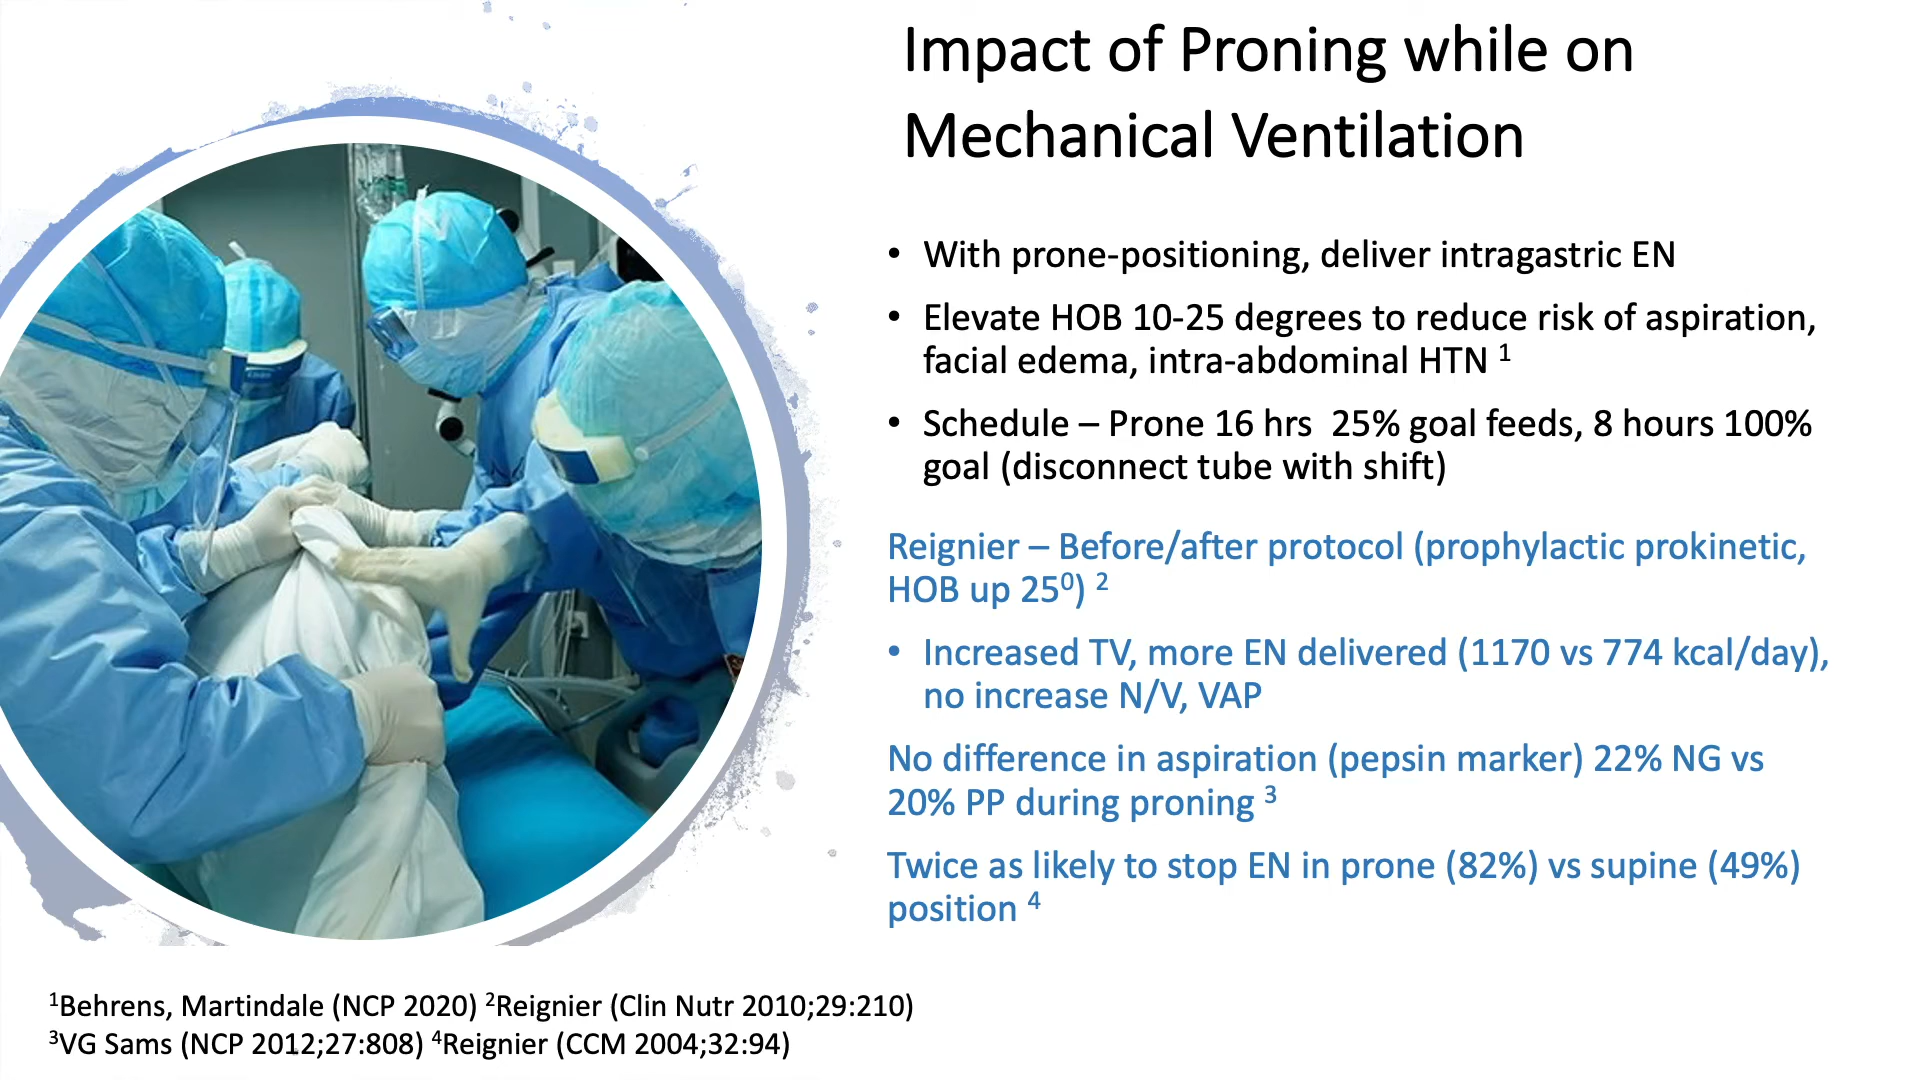 Impact of Proning while on
Mechanical Ventilation
• With prone-positioning, deliver intragastric EN
• Elevate HOB 10-25 degrees to reduce risk of aspiration,
facial edema, intra-abdominal HTN ¹
• Schedule – Prone 16 hrs  25% goal feeds, 8 hours 100%
goal (disconnect tube with shift)
Reignier – Before/after protocol (prophylactic prokinetic,
HOB up 25⁰) ²
• Increased TV, more EN delivered (1170 vs 774 kcal/day),
no increase N/V, VAP
No difference in aspiration (pepsin marker) 22% NG vs
20% PP during proning ³
Twice as likely to stop EN in prone (82%) vs supine (49%)
position ⁴
¹Behrens, Martindale (NCP 2020) ²Reignier (Clin Nutr 2010;29:210)
³VG Sams (NCP 2012;27:808) ⁴Reignier (CCM 2004;32:94)